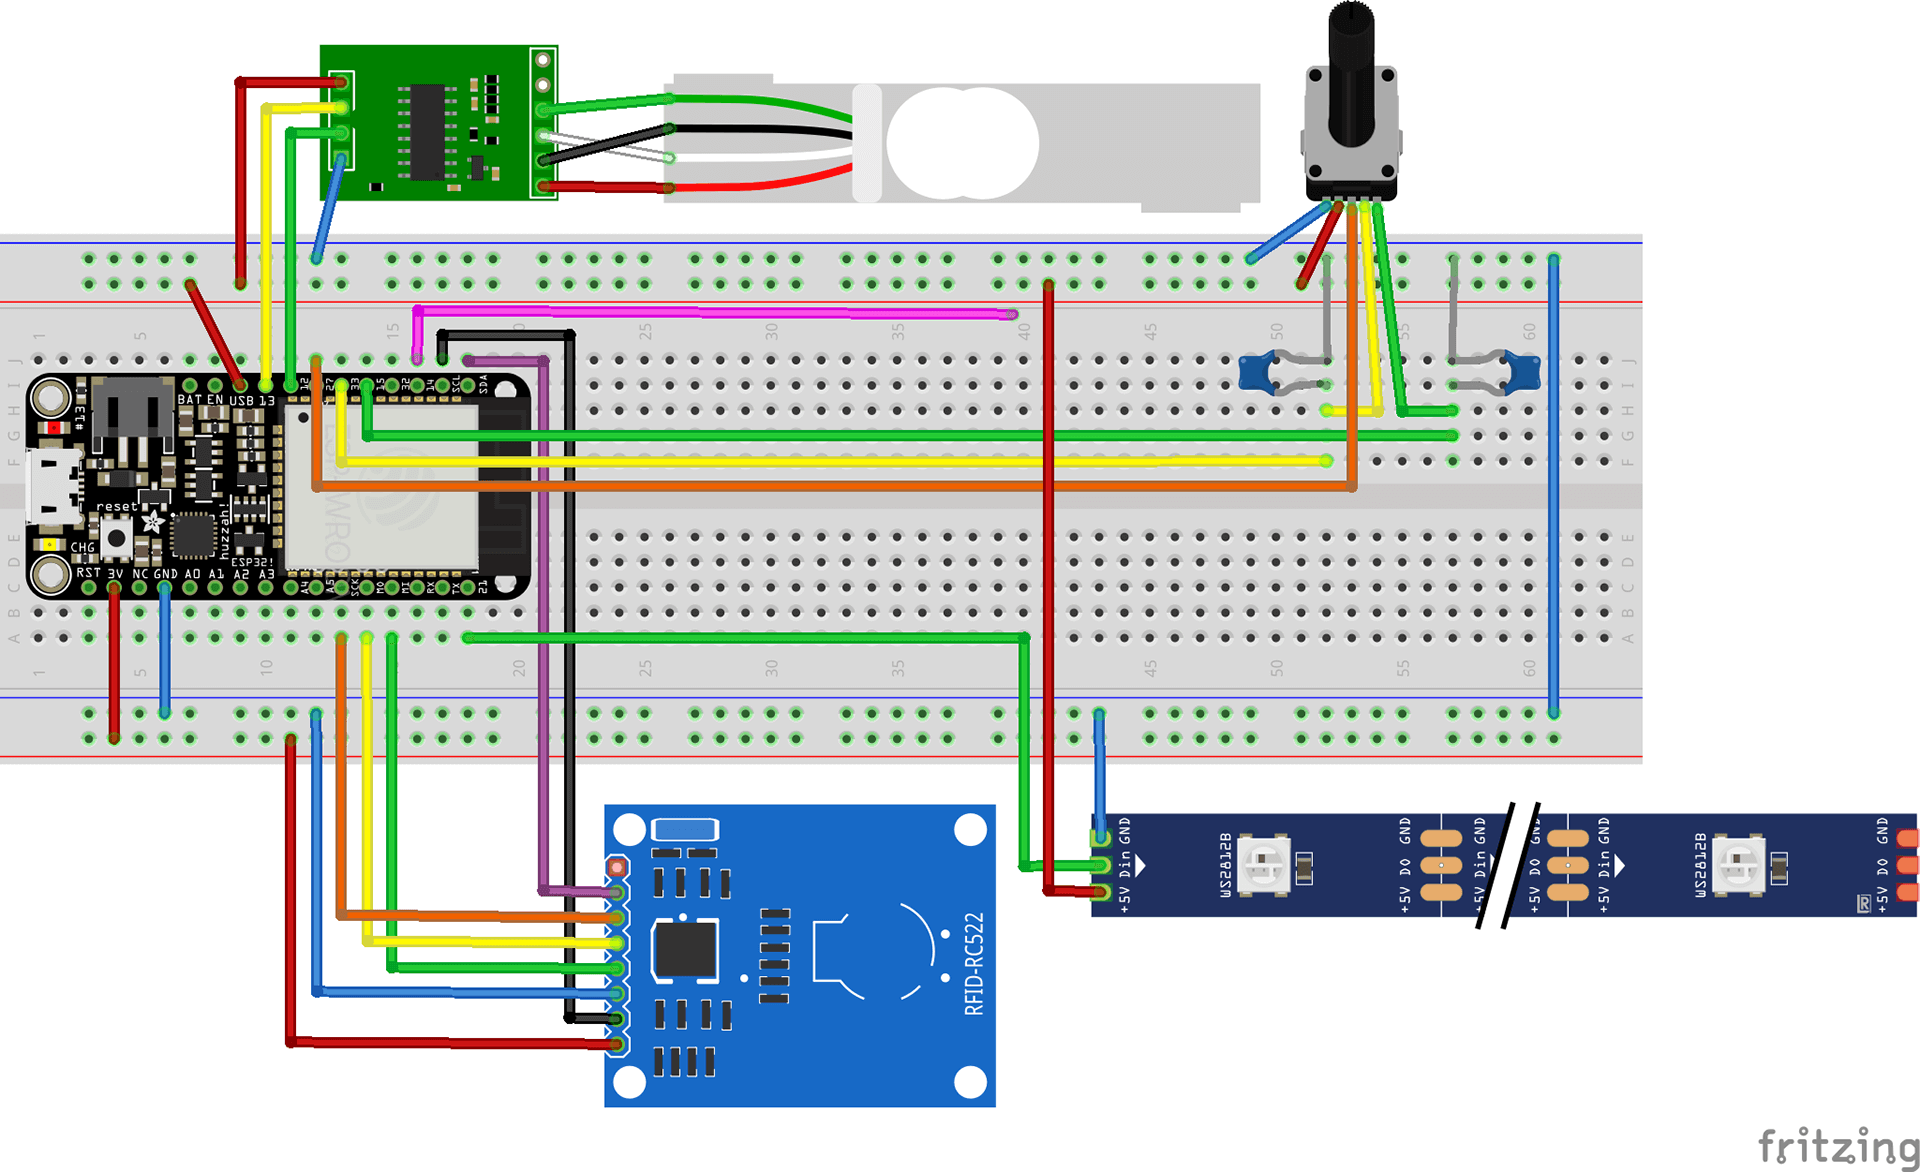 1 5 15 20 25 30 35 40 45 50 55 60
J J
I I
H H
G G
F F
BAT EN USB 13 12 27 33 15 32 14 SCL SDA
#13
reset
huzzah!
ESP32!
CHG
RST 3V NC GND A0 A1 A2 A3 A4 A5 SCK MO MI RX TX 21
E E
D D
C C
B B
A A
1 5 10 20 25 30 35 45 50 55 60
RFID-RC522
GND Din +5V
WS2812B
GND DO +5V
GND Din +5V
GND DO +5V
GND Din +5V
WS2812B
GND DO +5V
R
fritzing